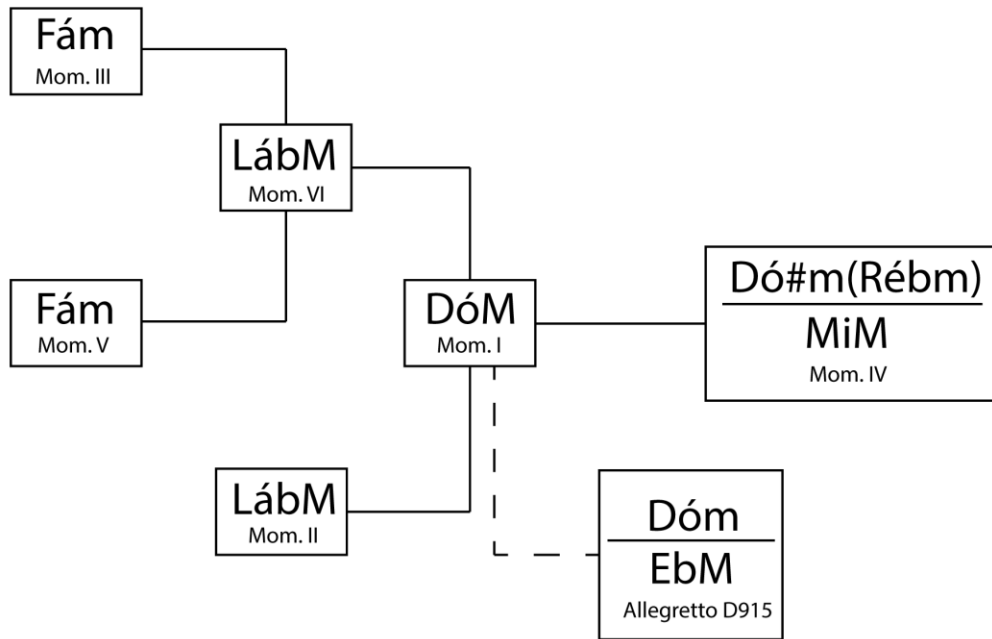 Fám
Mom. III
LábM
Mom. VI
Fám
Mom. V
DóM
Mom. I
Dó#m(Rébm)
MiM
Mom. IV
LábM
Mom. II
Dóm
EbM
Allegretto D915